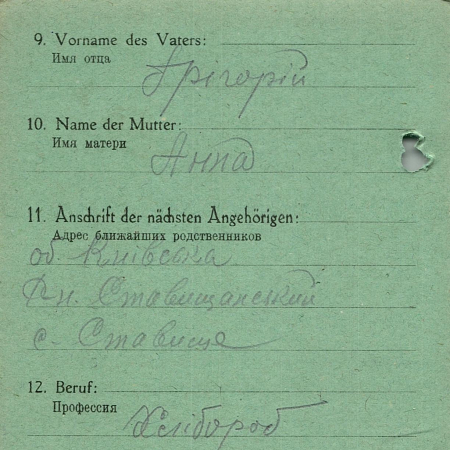 9. Vorname des Vaters:
Имя отца
Григорій
10. Name der Mutter:
Имя матери
Анна
11. Anschrift der nächsten Angehörigen:
Адрес ближайших родственников
об. Київська
Рн. Ставищанський
с. Ставище
12. Beruf:
Профессия
Хлібороб